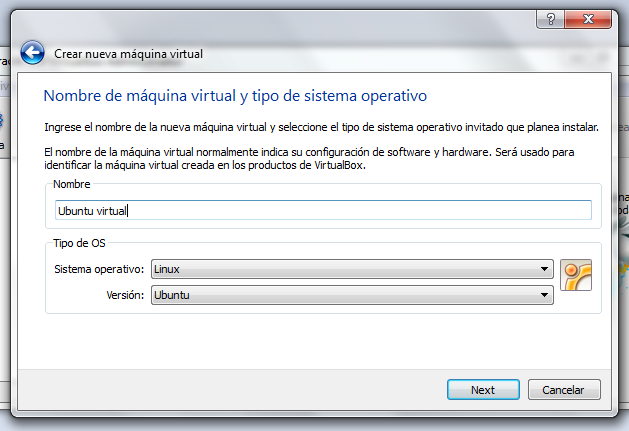 Crear nueva máquina virtual
Nombre de máquina virtual y tipo de sistema operativo
Ingrese el nombre de la nueva máquina virtual y seleccione el tipo de sistema operativo invitado que planea instalar.
El nombre de la máquina virtual normalmente indica su configuración de software y hardware. Será usado para
identificar la máquina virtual creada en los productos de VirtualBox.
Nombre
Ubuntu virtual
Tipo de OS
Sistema operativo: Linux
Versión: Ubuntu
Next Cancelar